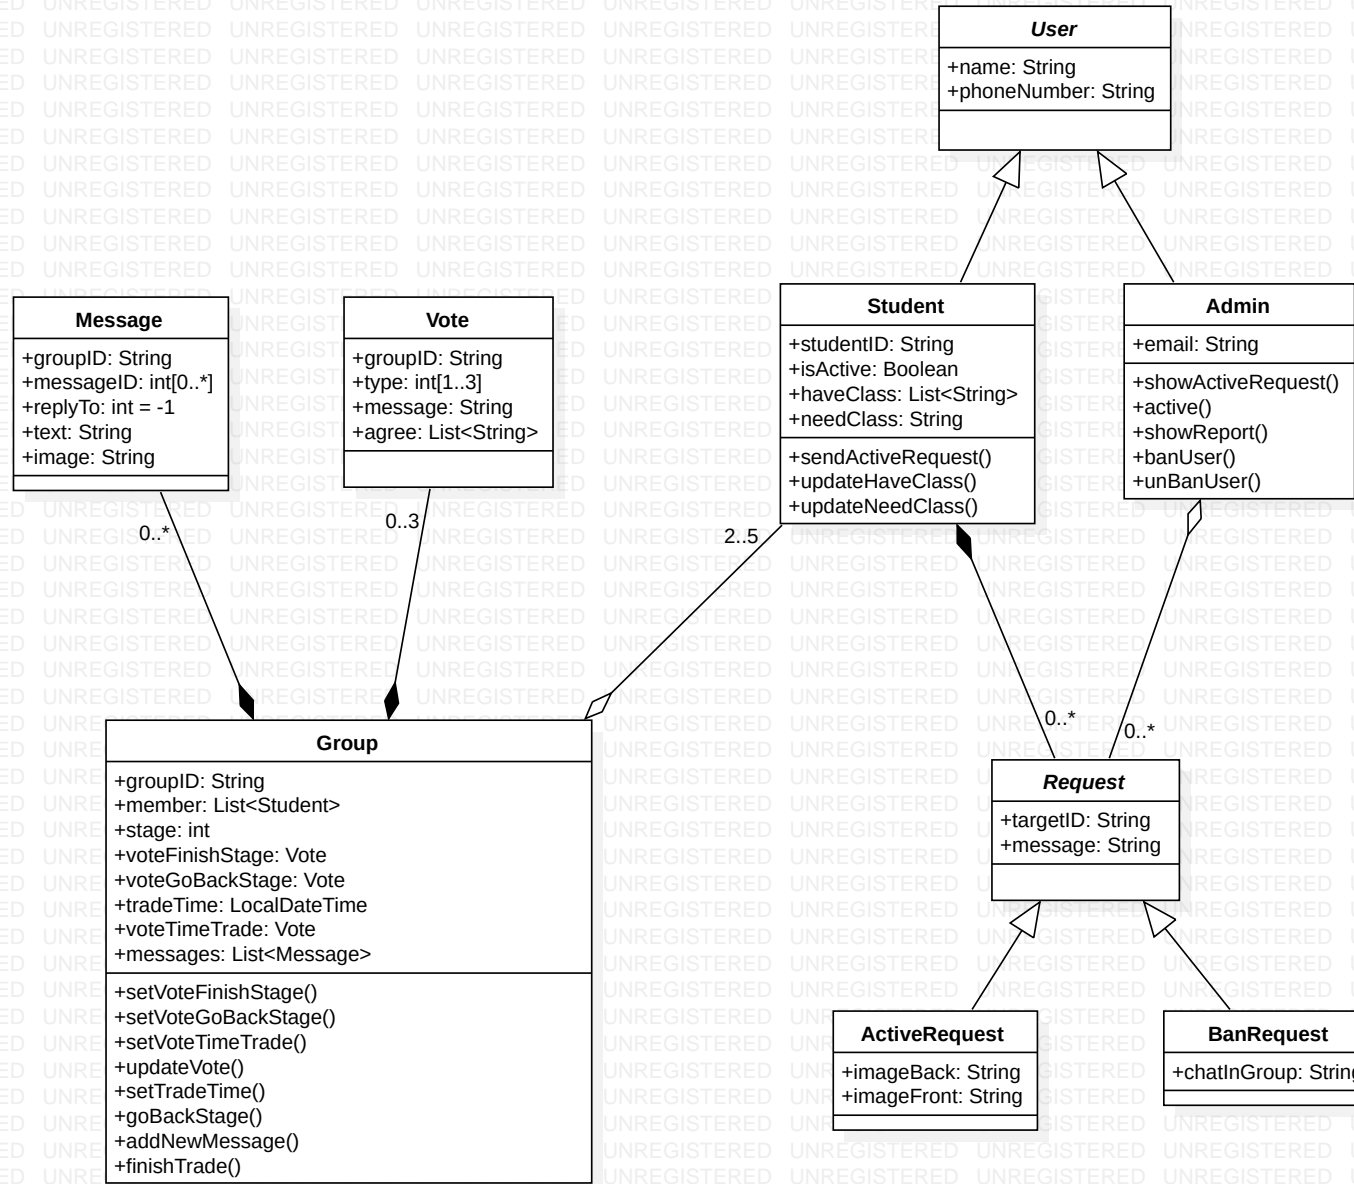 User
+name: String
+phoneNumber: String
Message
+groupID: String
+messageID: int[0..*]
+replyTo: int = -1
+text: String
+image: String
Vote
+groupID: String
+type: int[1..3]
+message: String
+agree: List<String>
Student
+studentID: String
+isActive: Boolean
+haveClass: List<String>
+needClass: String
+sendActiveRequest()
+updateHaveClass()
+updateNeedClass()
Admin
+email: String
+showActiveRequest()
+active()
+showReport()
+banUser()
+unBanUser()
0..*
0..3
2..5
0..*
0..*
Group
+groupID: String
+member: List<Student>
+stage: int
+voteFinishStage: Vote
+voteGoBackStage: Vote
+tradeTime: LocalDateTime
+voteTimeTrade: Vote
+messages: List<Message>
+setVoteFinishStage()
+setVoteGoBackStage()
+setVoteTimeTrade()
+updateVote()
+setTradeTime()
+goBackStage()
+addNewMessage()
+finishTrade()
Request
+targetID: String
+message: String
ActiveRequest
+imageBack: String
+imageFront: String
BanRequest
+chatInGroup: String
UNREGISTERED